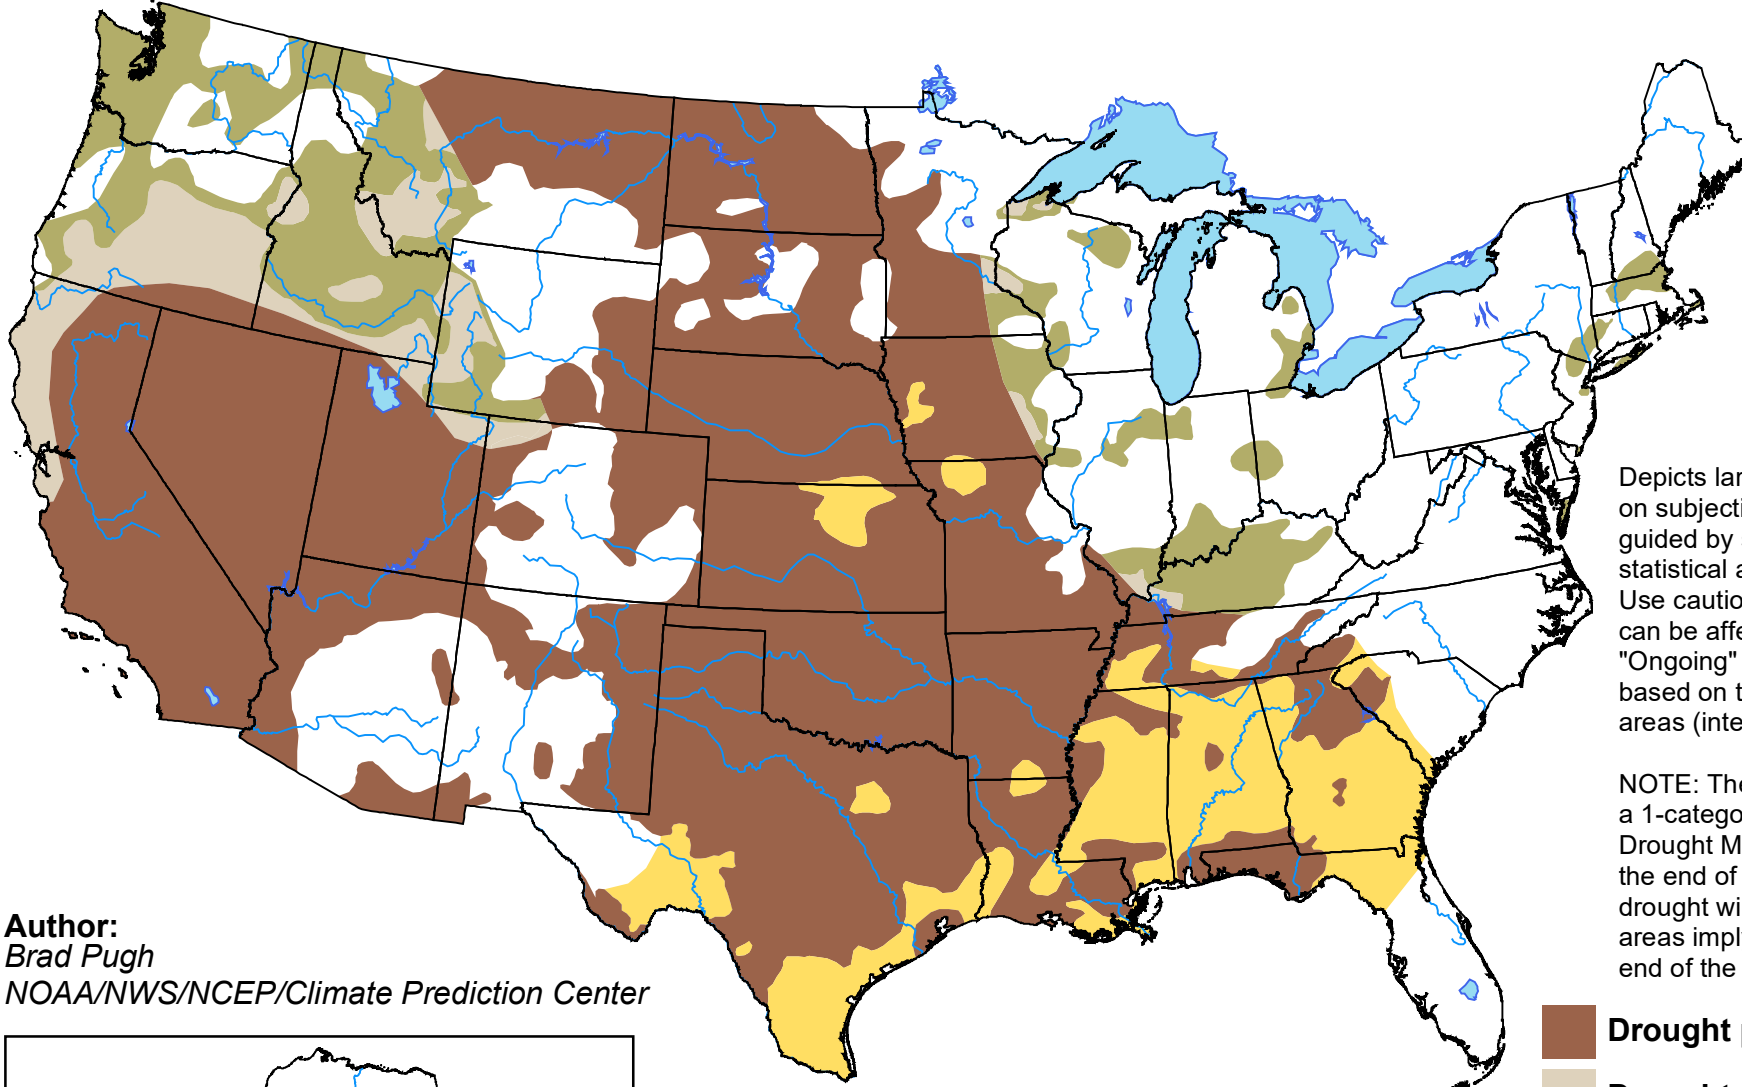 Depicts lar
on subjecti
guided by
statistical a
Use cautio
can be affe
"Ongoing"
based on t
areas (inte
NOTE: The
a 1-catego
Drought M
the end of
drought wi
areas impl
end of the
Author:
Brad Pugh
NOAA/NWS/NCEP/Climate Prediction Center
Drought